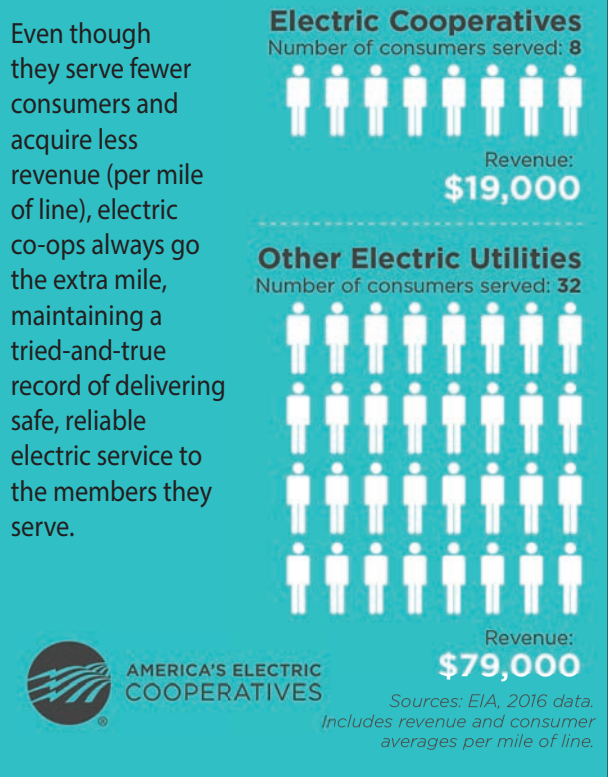 Even though
they serve fewer
consumers and
acquire less
revenue (per mile
of line), electric
co-ops always go
the extra mile,
maintaining a
tried-and-true
record of delivering
safe, reliable
electric service to
the members they
serve.
Electric Cooperatives
Number of consumers served: 8
Revenue:
$19,000
Other Electric Utilities
Number of consumers served: 32
Revenue:
$79,000
AMERICA'S ELECTRIC
COOPERATIVES
®
Sources: EIA, 2016 data.
Includes revenue and consumer
averages per mile of line.